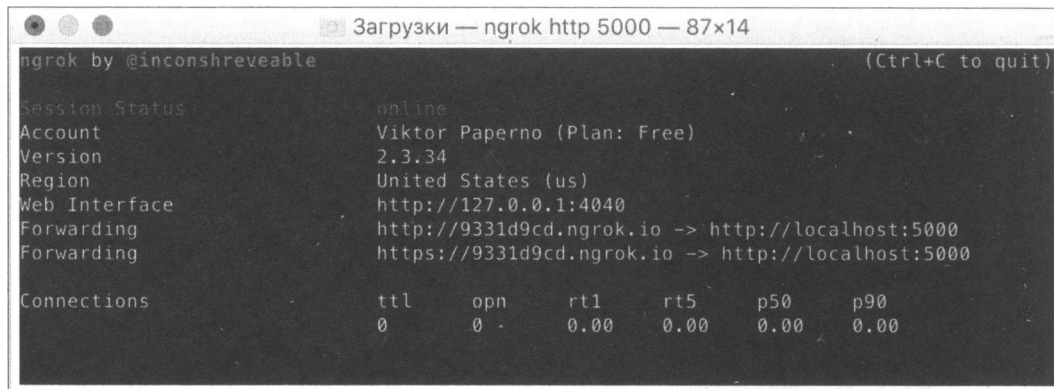 Загрузки — ngrok http 5000 — 87×14
ngrok by @inconshreveable (Ctrl+C to quit)
Session Status online
Account Viktor Paperno (Plan: Free)
Version 2.3.34
Region United States (us)
Web Interface http://127.0.0.1:4040
Forwarding http://9331d9cd.ngrok.io -> http://localhost:5000
Forwarding https://9331d9cd.ngrok.io -> http://localhost:5000
Connections ttl opn rt1 rt5 p50 p90
0 0 0.00 0.00 0.00 0.00